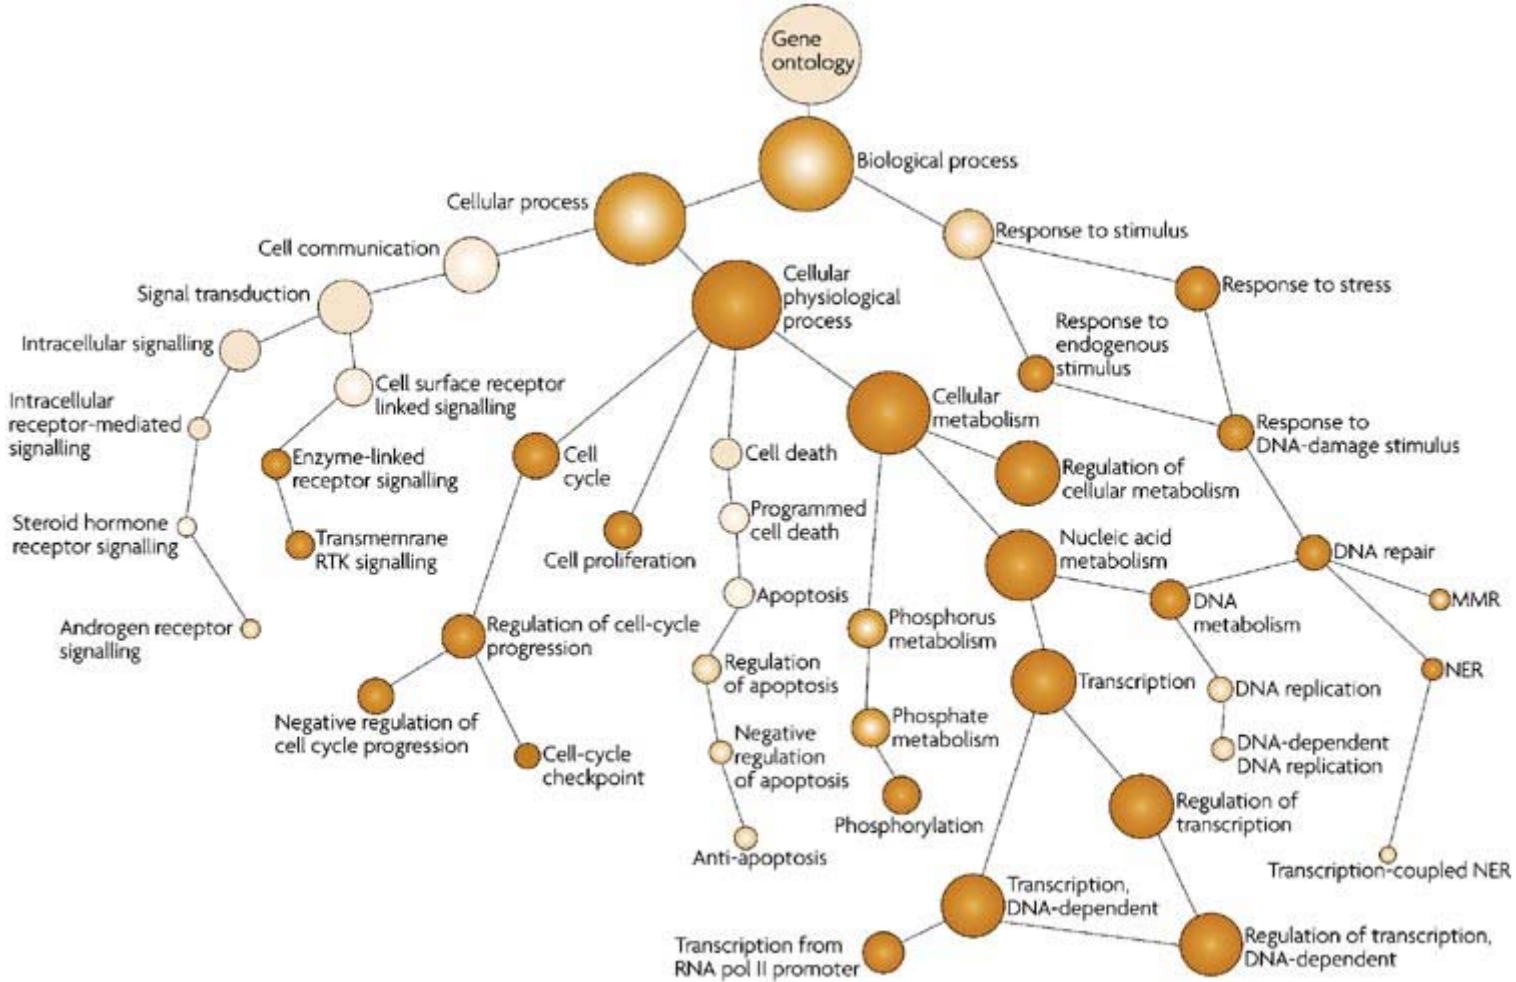 Gene
ontology
Biological process
Cellular process
Response to stimulus
Cell communication
Cellular
physiological
process
Response to stress
Signal transduction
Response to
endogenous
stimulus
Intracellular signalling
Cell surface receptor
linked signalling
Cellular
metabolism
Intracellular
receptor-mediated
signalling
Response to
DNA-damage stimulus
Enzyme-linked
receptor signalling
Cell
cycle
Cell death
Regulation of
cellular metabolism
Steroid hormone
receptor signalling
Transmemrane
RTK signalling
Cell proliferation
Programmed
cell death
Nucleic acid
metabolism
DNA repair
Apoptosis
DNA
metabolism
MMR
Androgen receptor
signalling
Regulation of cell-cycle
progression
Phosphorus
metabolism
Regulation
of apoptosis
Transcription
DNA replication
NER
Negative regulation of
cell cycle progression
Cell-cycle
checkpoint
Negative
regulation
of apoptosis
Phosphate
metabolism
DNA-dependent
DNA replication
Regulation of
transcription
Phosphorylation
Anti-apoptosis
Transcription-coupled NER
Transcription,
DNA-dependent
Transcription from
RNA pol II promoter
Regulation of transcription,
DNA-dependent